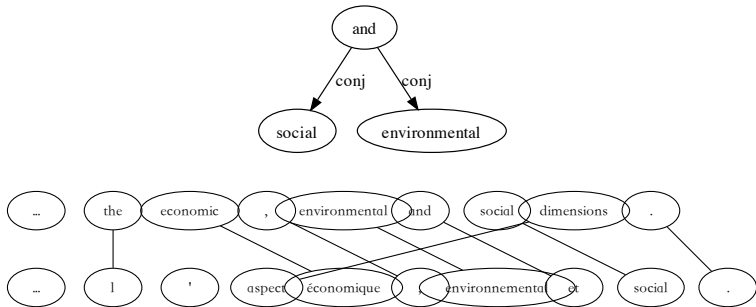 and
conj conj
social environmental
... the economic , environmental and social dimensions .
... l ' aspect économique , environnemental et social .